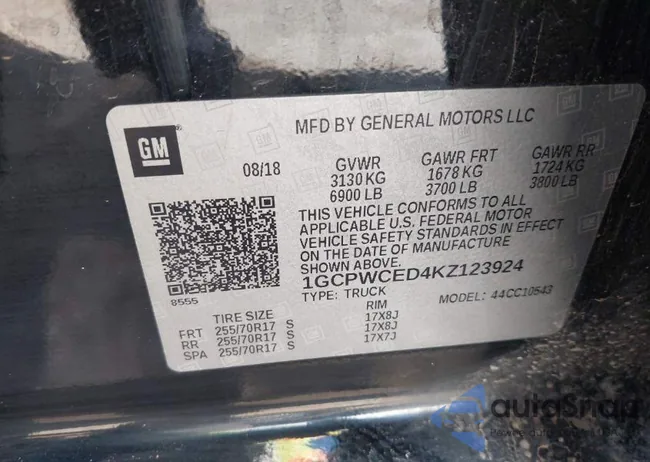 MFD BY GENERAL MOTORS LLC
GM
08/18
GVWR GAWR FRT GAWR RR
3130 KG 1678 KG 1724 KG
6900 LB 3700 LB 3800 LB
THIS VEHICLE CONFORMS TO ALL
APPLICABLE U.S. FEDERAL MOTOR
VEHICLE SAFETY STANDARDS IN EFFECT
ON THE DATE OF MANUFACTURE
SHOWN ABOVE.
1GCPWCED4KZ123924
TYPE: TRUCK MODEL: 44CC10543
8555
TIRE SIZE RIM
FRT 255/70R17 S 17X8J
RR 255/70R17 S 17X8J
SPA 255/70R17 S 17X7J
autoSnap